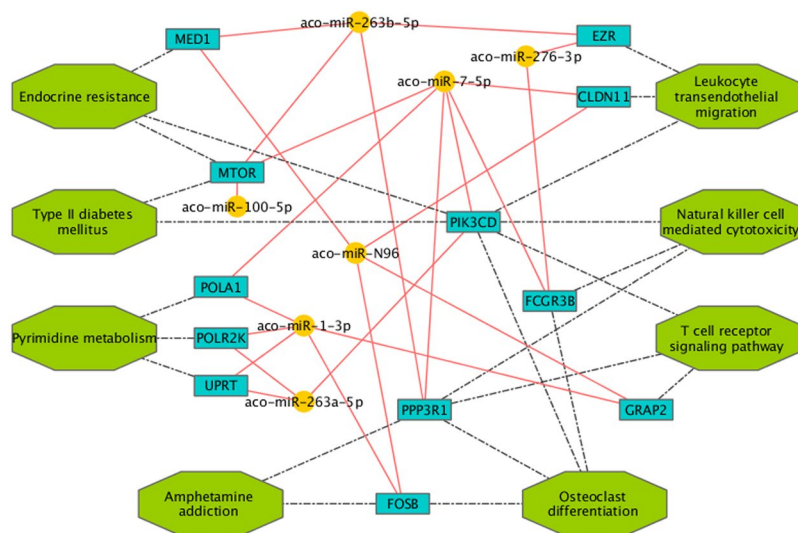 aco-miR-263b-5p
MED1
EZR
aco-miR-276-3p
aco-miR-7-5p
Endocrine resistance
CLDN11
Leukocyte
transendothelial
migration
MTOR
aco-miR-100-5p
Type II diabetes
mellitus
PIK3CD
Natural killer cell
mediated cytotoxicity
aco-miR-N96
POLA1
FCGR3B
aco-miR-1-3p
Pyrimidine metabolism
POLR2K
T cell receptor
signaling pathway
UPRT
aco-miR-263a-5p
PPP3R1
GRAP2
Amphetamine
addiction
FOSB
Osteoclast
differentiation